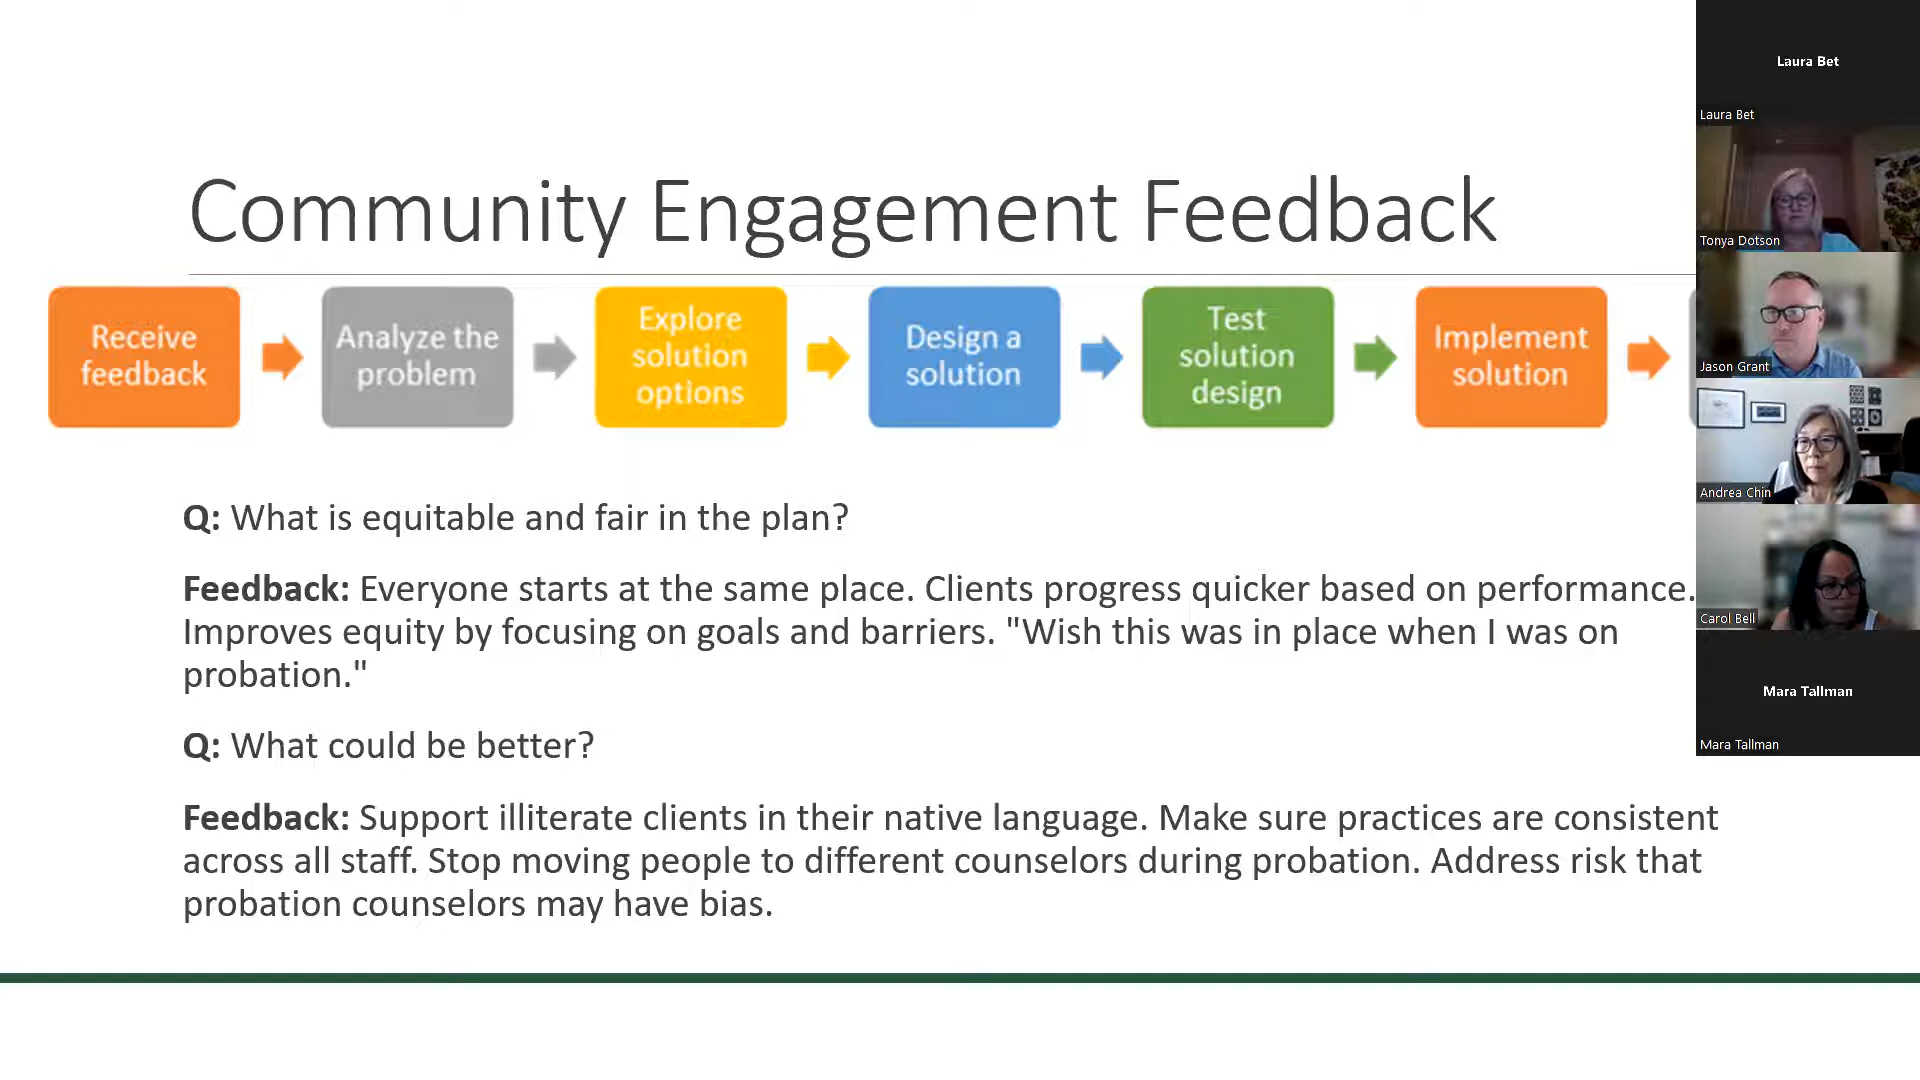 Community Engagement Feedback
Receive
feedback
Analyze the
problem
Explore
solution
options
Design a
solution
Test
solution
design
Implement
solution
Q: What is equitable and fair in the plan?
Feedback: Everyone starts at the same place. Clients progress quicker based on performance.
Improves equity by focusing on goals and barriers. "Wish this was in place when I was on
probation."
Q: What could be better?
Feedback: Support illiterate clients in their native language. Make sure practices are consistent
across all staff. Stop moving people to different counselors during probation. Address risk that
probation counselors may have bias.
Laura Bet
Laura Bet
Tonya Dotson
Jason Grant
Andrea Chin
Carol Bell
Mara Tallman
Mara Tallman